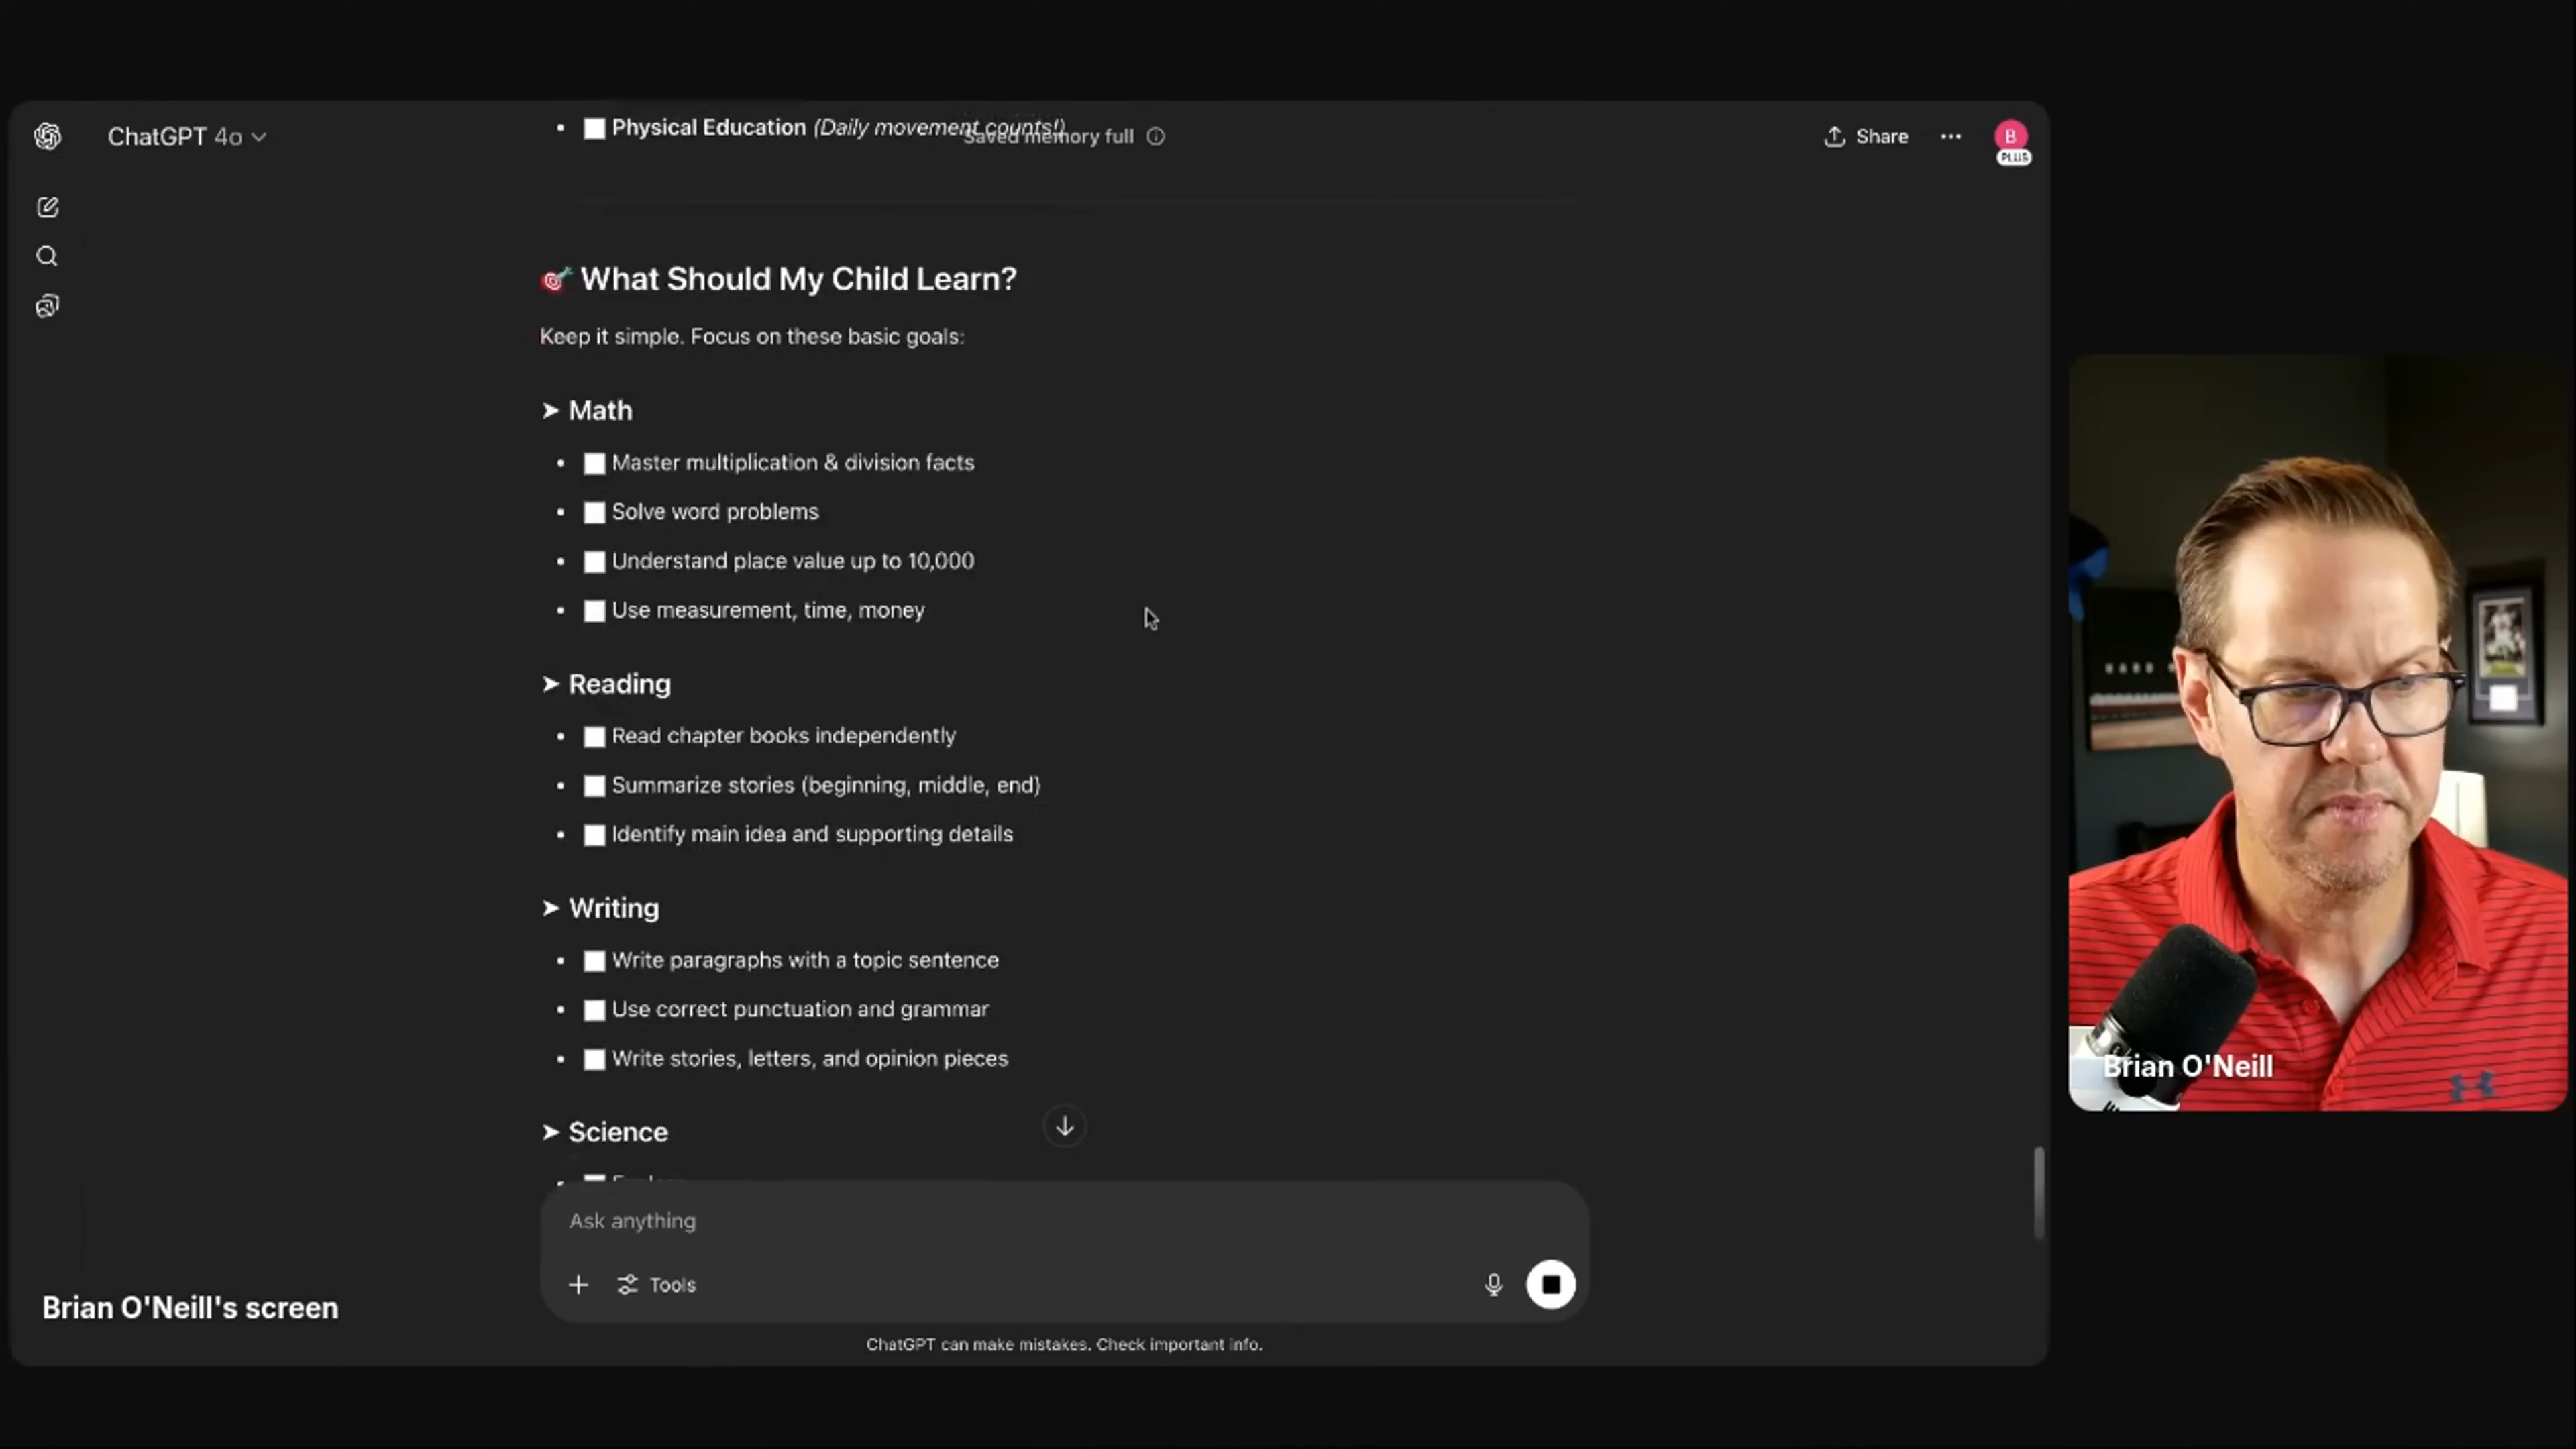 ChatGPT 4o
Physical Education (Daily movement counts!)
Saved memory full
Share
B
PLUS
What Should My Child Learn?
Keep it simple. Focus on these basic goals:
➤ Math
• Master multiplication & division facts
• Solve word problems
• Understand place value up to 10,000
• Use measurement, time, money
➤ Reading
• Read chapter books independently
• Summarize stories (beginning, middle, end)
• Identify main idea and supporting details
➤ Writing
• Write paragraphs with a topic sentence
• Use correct punctuation and grammar
• Write stories, letters, and opinion pieces
➤ Science
Ask anything
Tools
ChatGPT can make mistakes. Check important info.
Brian O'Neill's screen
Brian O'Neill